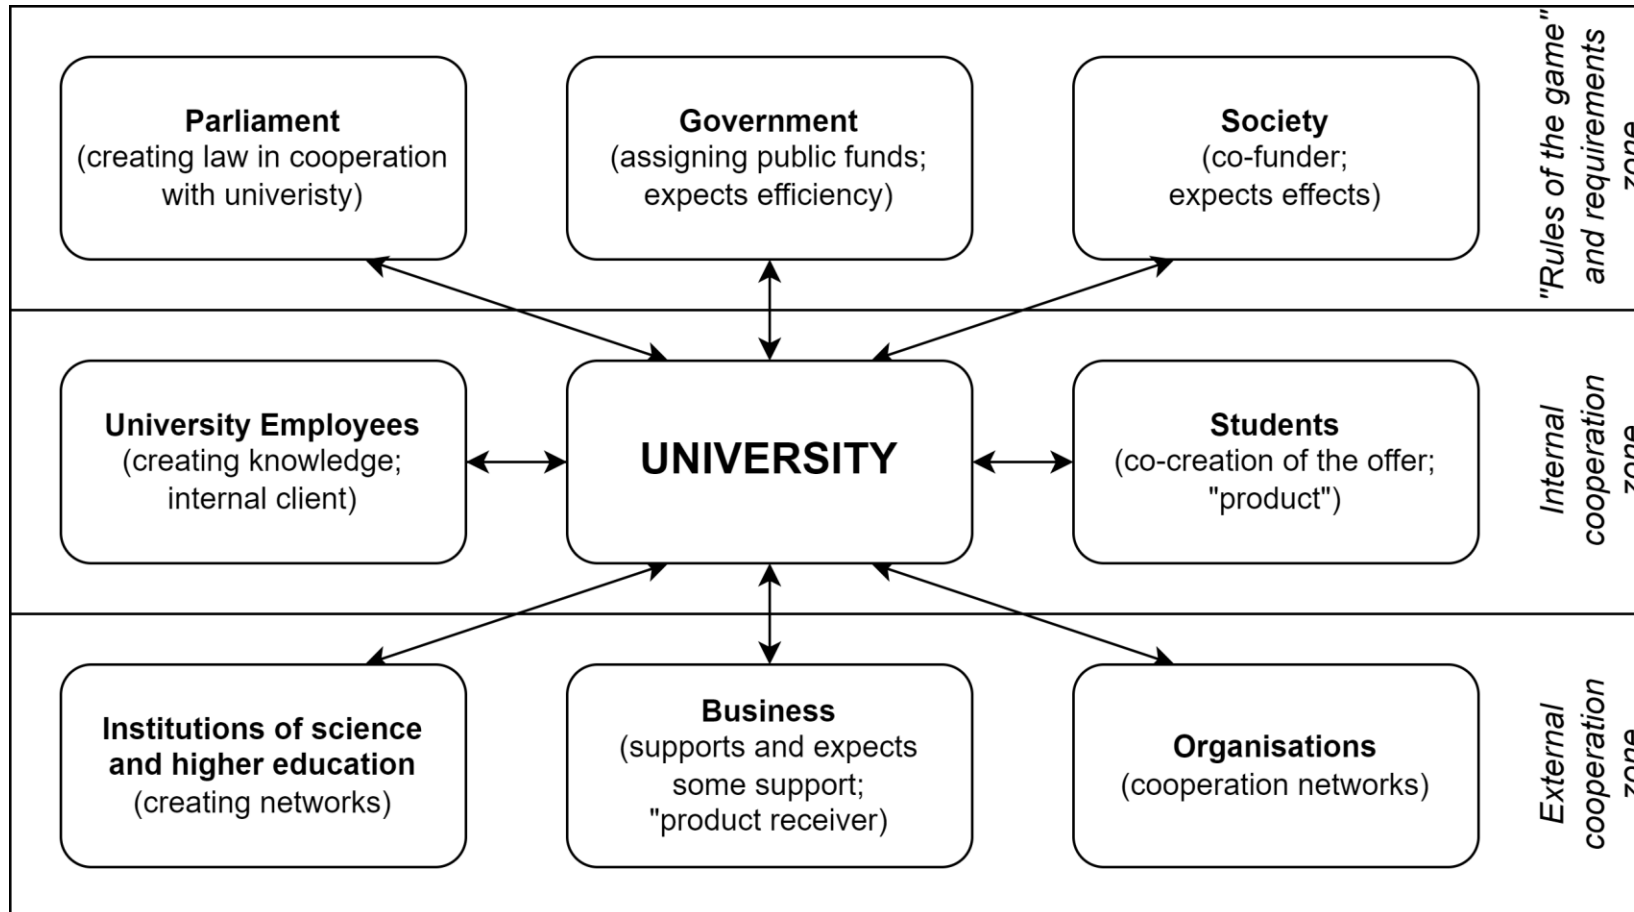 Parliament
(creating law in cooperation
with univeristy)
Government
(assigning public funds;
expects efficiency)
Society
(co-funder;
expects effects)
"Rules of the game"
and requirements
zone
University Employees
(creating knowledge;
internal client)
UNIVERSITY
Students
(co-creation of the offer;
"product")
Internal
cooperation
zone
Institutions of science
and higher education
(creating networks)
Business
(supports and expects
some support;
"product receiver)
Organisations
(cooperation networks)
External
cooperation
zone